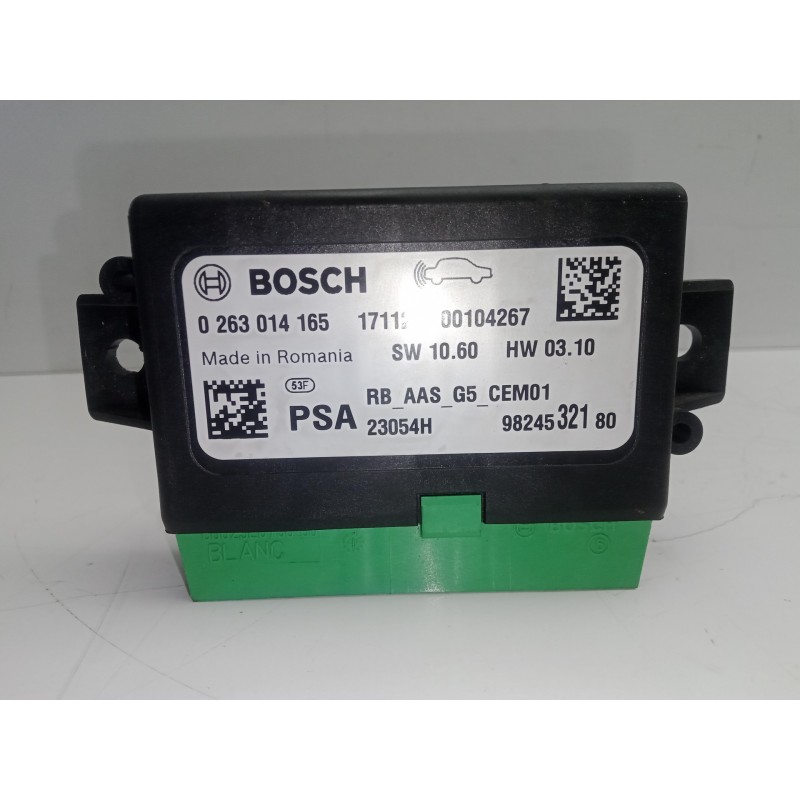 BOSCH
0 263 014 165 00104267
Made in Romania SW 10.60 HW 03.10
53F
PSA RB_AAS_G5_CEM01
23054H 98245 321 80
BLANC
BOSCH